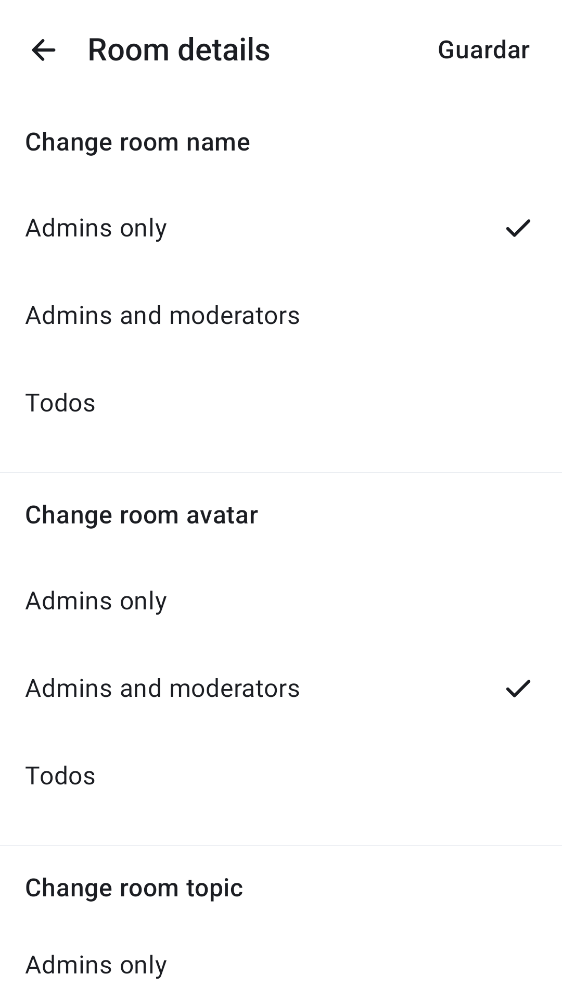 Room details
Guardar
Change room name
Admins only
Admins and moderators
Todos
Change room avatar
Admins only
Admins and moderators
Todos
Change room topic
Admins only